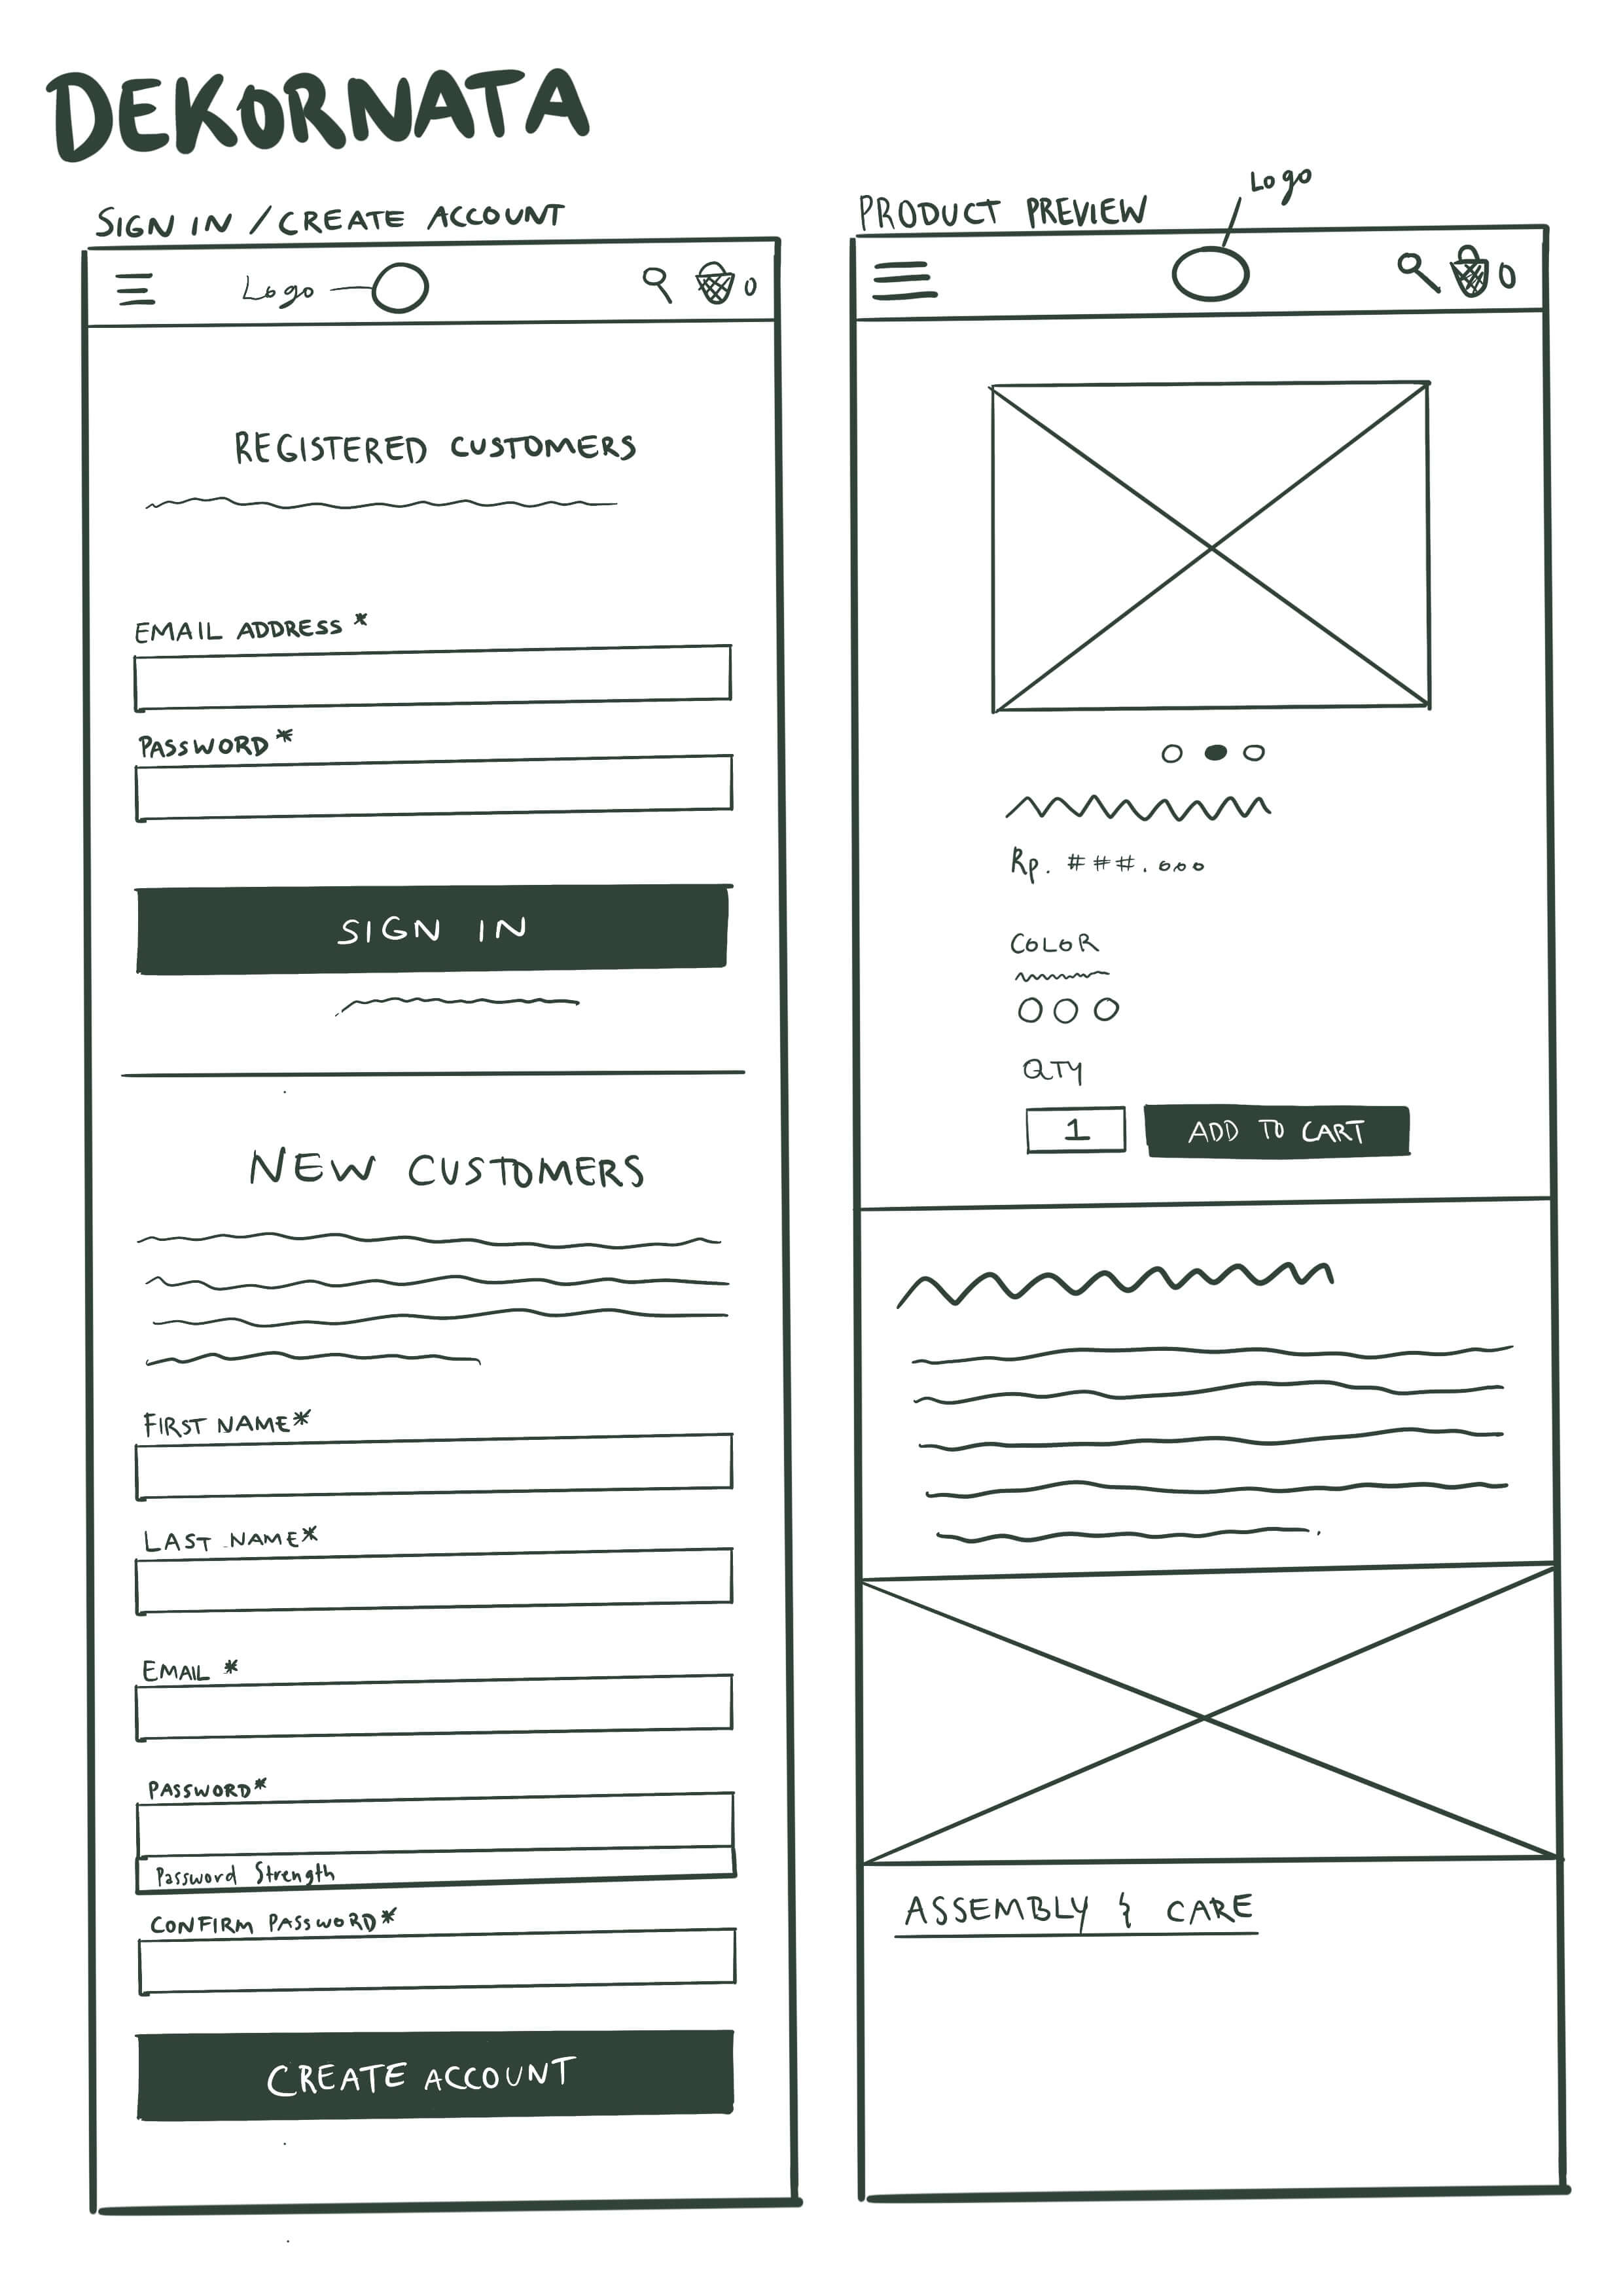 DEKORNATA
SIGN IN / CREATE ACCOUNT
Logo
0
REGISTERED CUSTOMERS
EMAIL ADDRESS *
PASSWORD *
SIGN IN
NEW CUSTOMERS
FIRST NAME*
LAST NAME*
EMAIL *
PASSWORD*
Password Strength
CONFIRM PASSWORD*
CREATE ACCOUNT
PRODUCT PREVIEW
Logo
0
Rp. ###.000
COLOR
QTY
1 ADD TO CART
ASSEMBLY & CARE